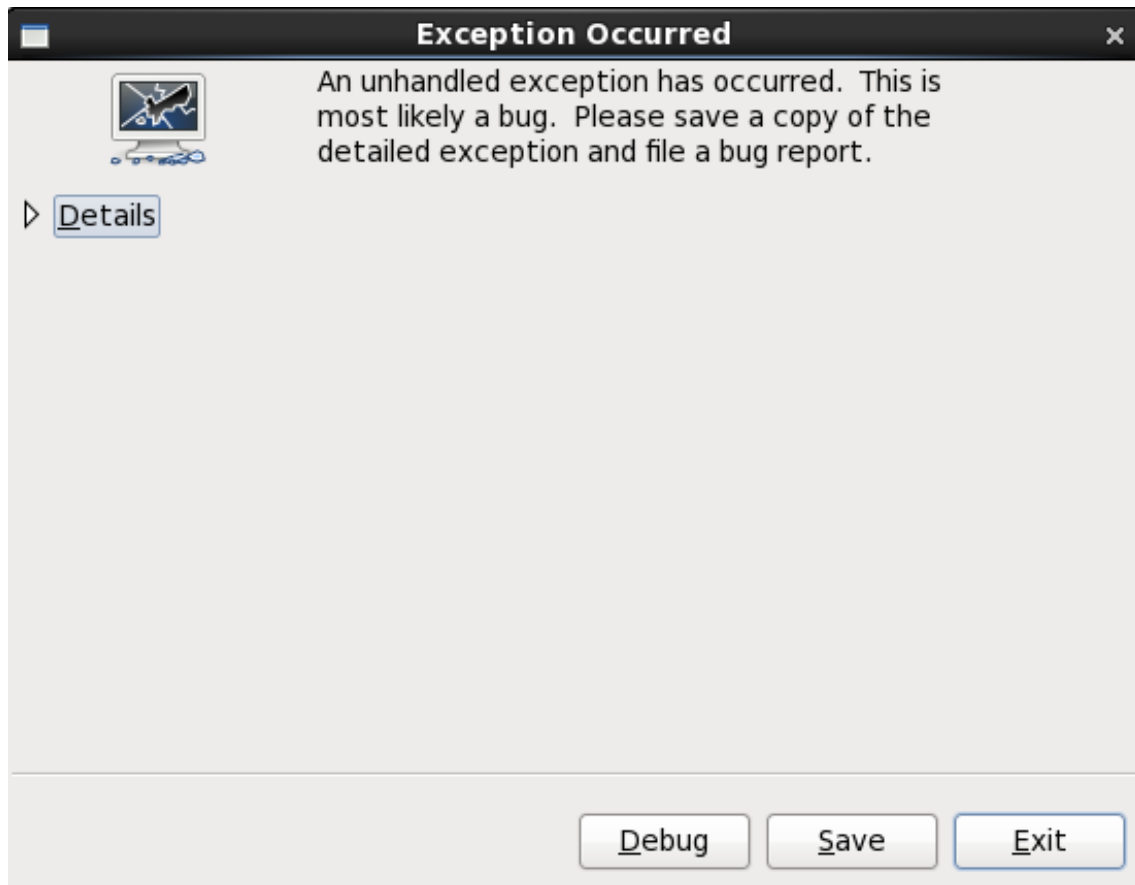 Exception Occurred
An unhandled exception has occurred.  This is
most likely a bug.  Please save a copy of the
detailed exception and file a bug report.
Details
Debug Save Exit